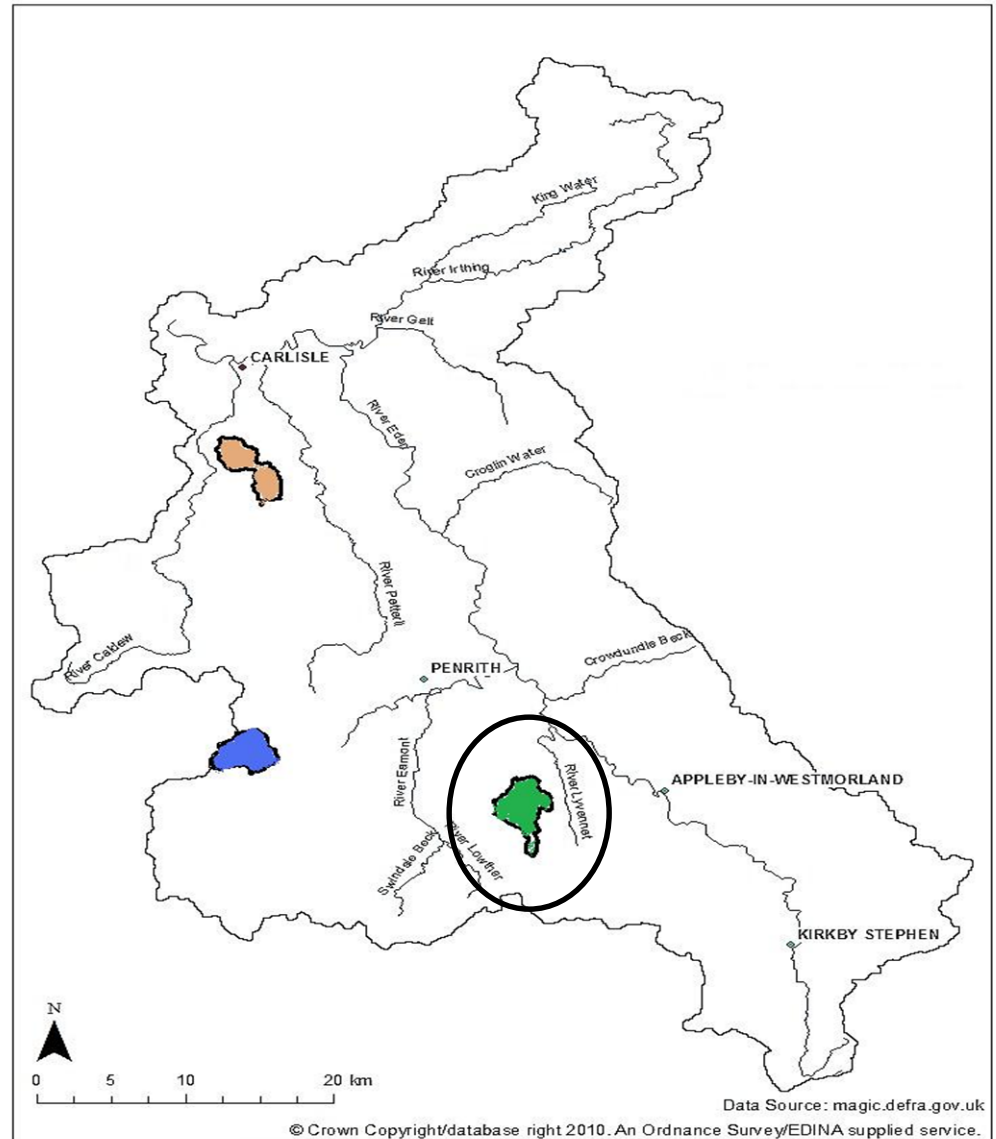 King Water
River Irthing
River Gelt
CARLISLE
River Eden
Croglin Water
River Petteril
Crowdundle Beck
River Caldew
PENRITH
River Eamont
River Lyvennet
APPLEBY-IN-WESTMORLAND
Swindale Beck
River Lowther
KIRKBY STEPHEN
N
0 5 10 20 km
Data Source: magic.defra.gov.uk
© Crown Copyright/database right 2010. An Ordnance Survey/EDINA supplied service.